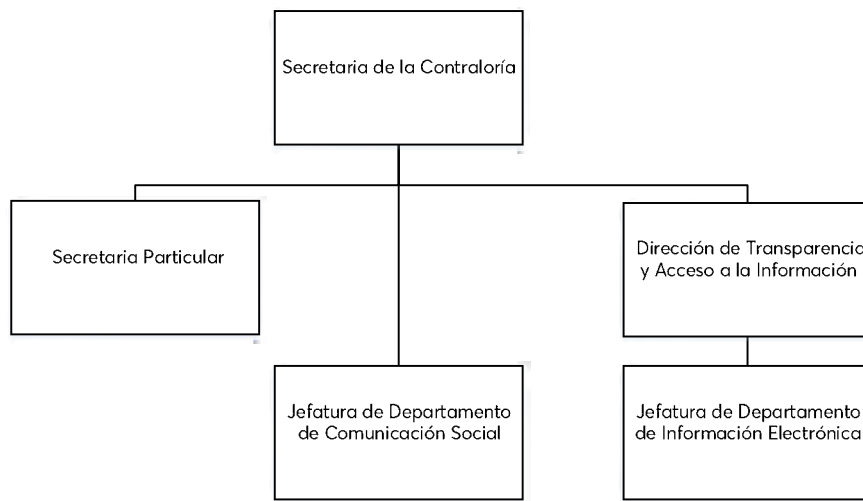 Secretaria de la Contraloría
Secretaria Particular
Dirección de Transparencia
y Acceso a la Información
Jefatura de Departamento
de Comunicación Social
Jefatura de Departamento
de Información Electrónica